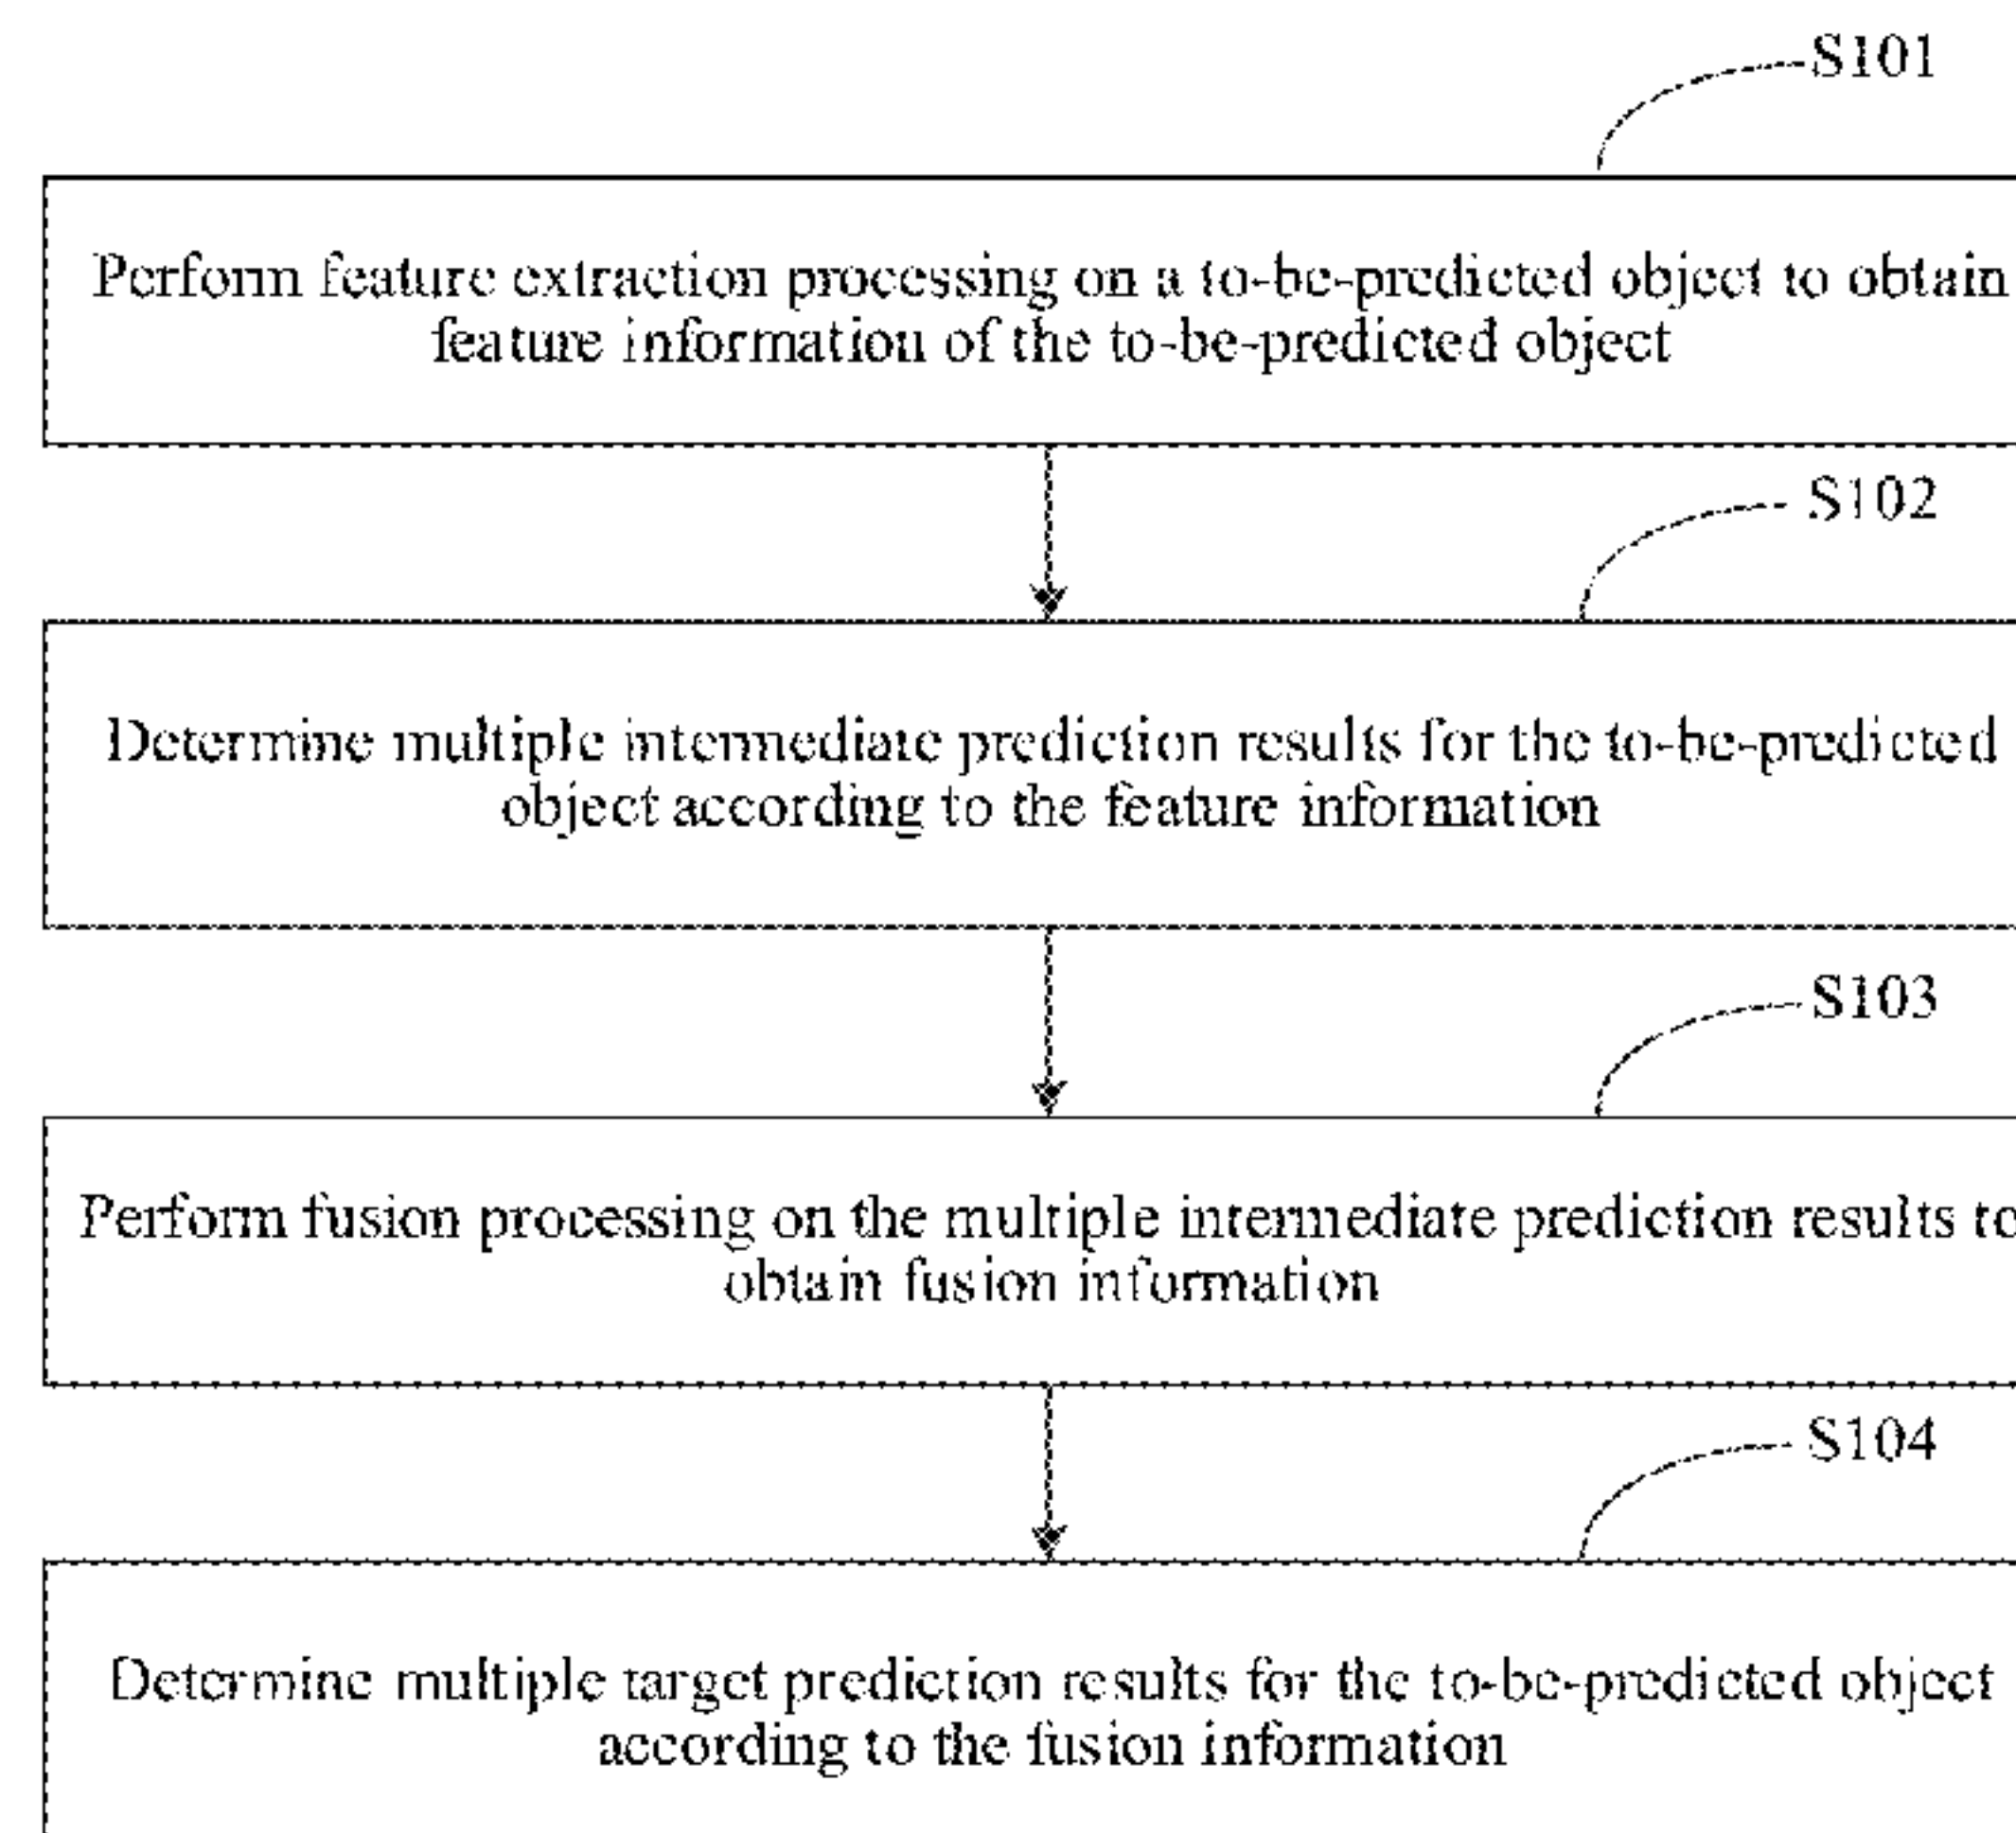 S101
Perform feature extraction processing on a to-be-predicted object to obtain
feature information of the to-be-predicted object
S102
Determine multiple intermediate prediction results for the to-be-predicted
object according to the feature information
S103
Perform fusion processing on the multiple intermediate prediction results to
obtain fusion information
S104
Determine multiple target prediction results for the to-be-predicted object
according to the fusion information